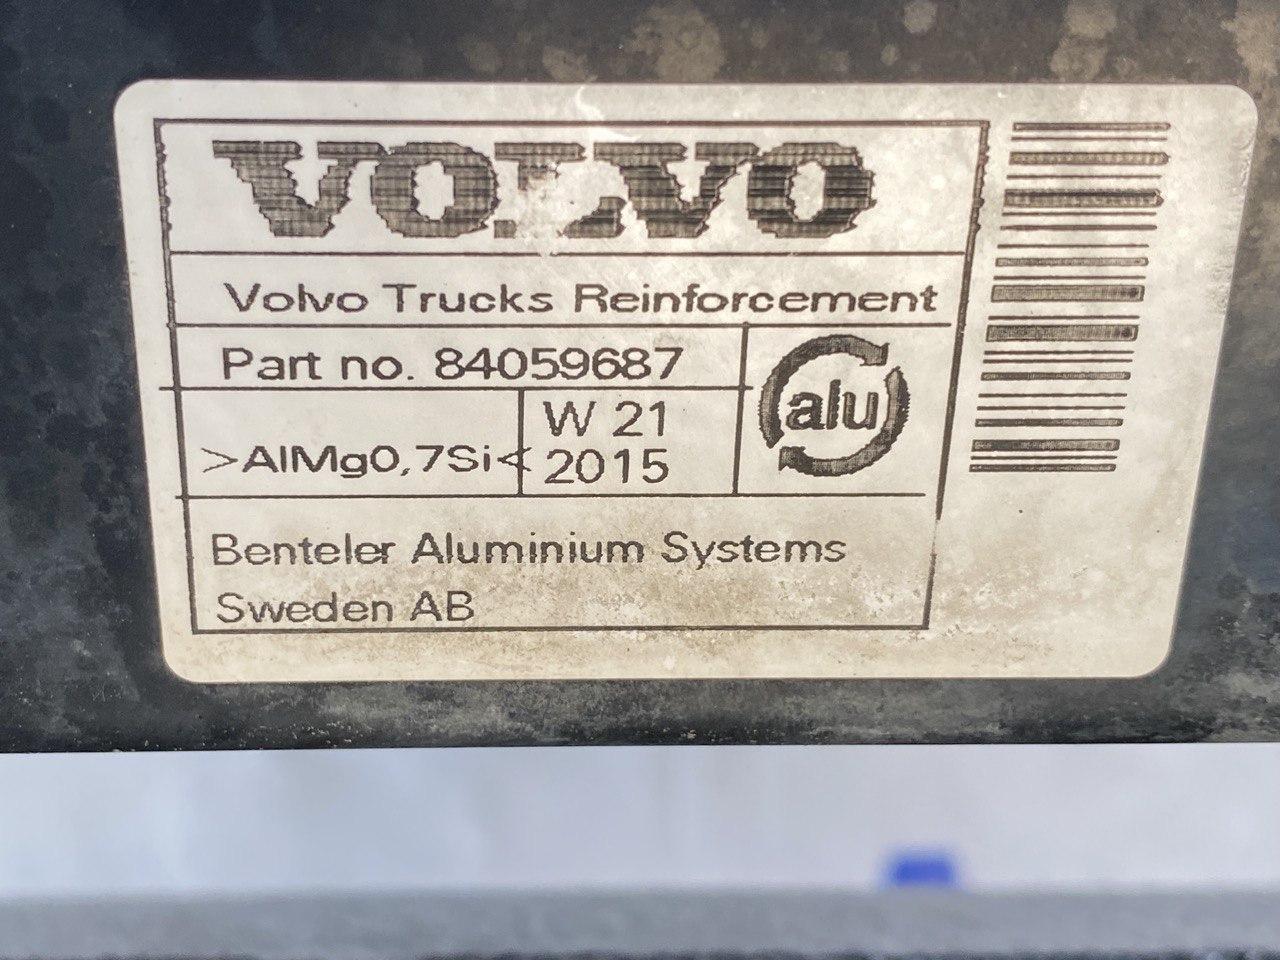 VOLVO
Volvo Trucks Reinforcement
Part no. 84059687
>AlMg0,7Si<
W 21
2015
alu
Benteler Aluminium Systems
Sweden AB